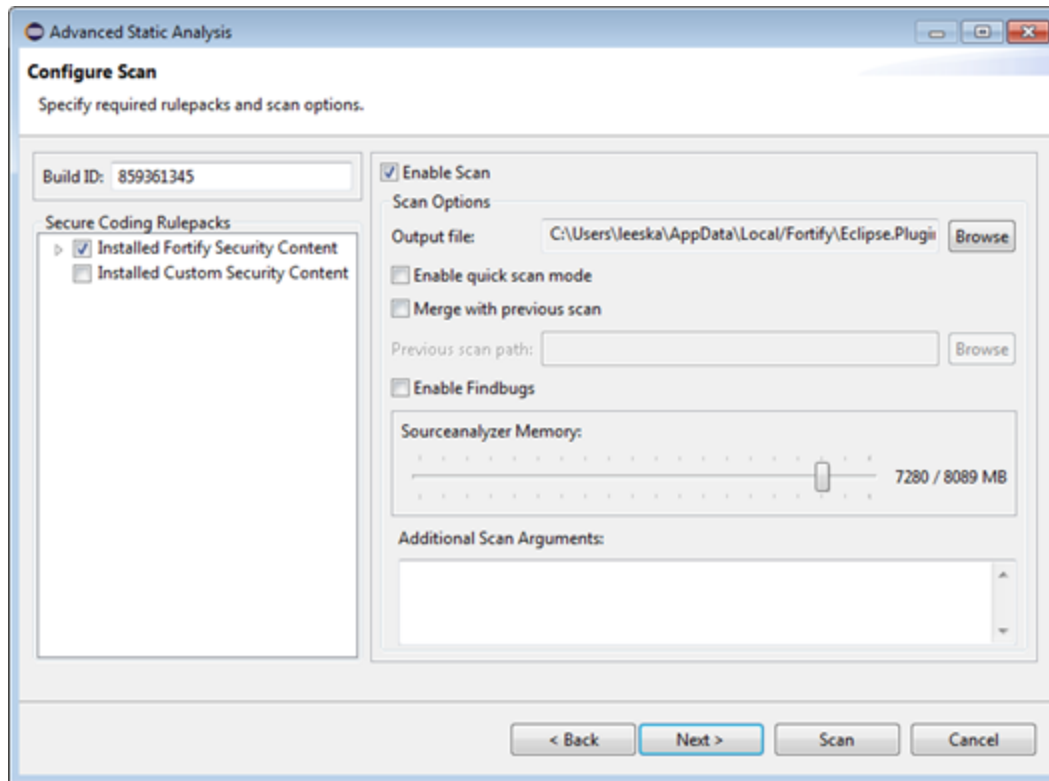 Advanced Static Analysis
Configure Scan
Specify required rulepacks and scan options.
Build ID: 859361345
Secure Coding Rulepacks
Installed Fortify Security Content
Installed Custom Security Content
Enable Scan
Scan Options
Output file: C:\Users\leeska\AppData\Local/Fortify\Eclipse.Plugin Browse
Enable quick scan mode
Merge with previous scan
Previous scan path: Browse
Enable Findbugs
Sourceanalyzer Memory:
7280 / 8089 MB
Additional Scan Arguments:
< Back Next > Scan Cancel